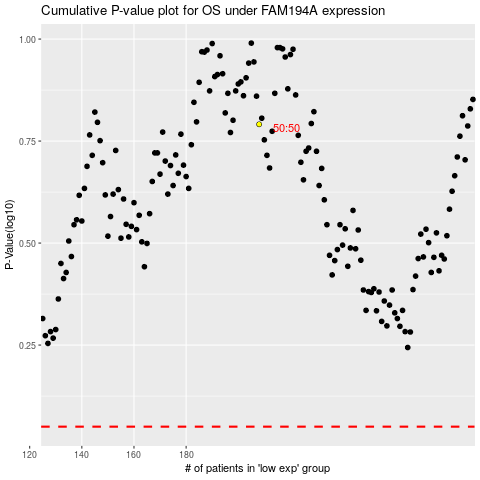 Cumulative P-value plot for OS under FAM194A expression
P-Value(log10)
1.00
0.75
0.50
0.25
50:50
120 140 160 180
# of patients in 'low exp' group